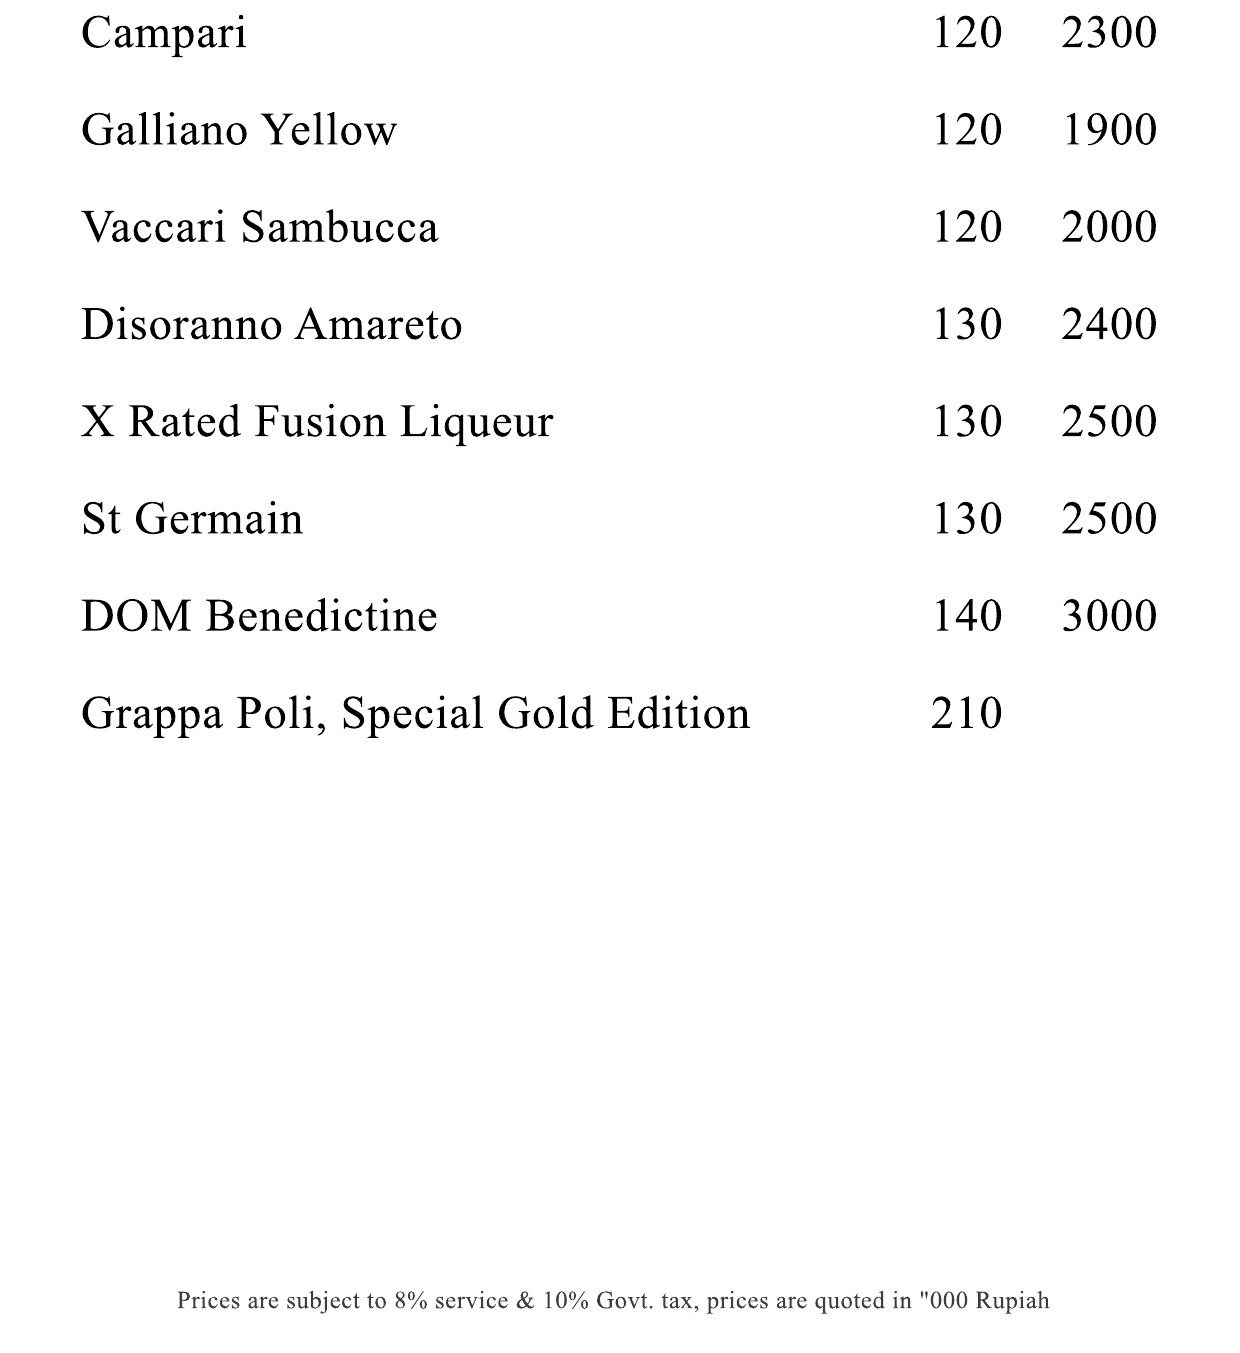 Campari 120 2300
Galliano Yellow 120 1900
Vaccari Sambucca 120 2000
Disoranno Amareto 130 2400
X Rated Fusion Liqueur 130 2500
St Germain 130 2500
DOM Benedictine 140 3000
Grappa Poli, Special Gold Edition 210
Prices are subject to 8% service & 10% Govt. tax, prices are quoted in "000 Rupiah